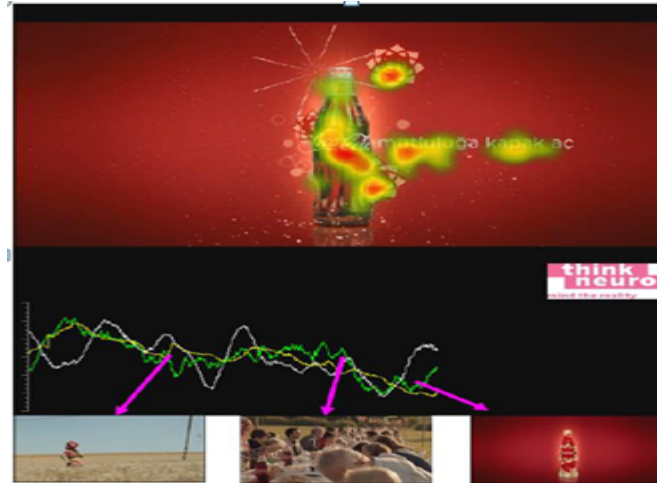 mutluluğa kapak aç
think
neuro
mind the reality